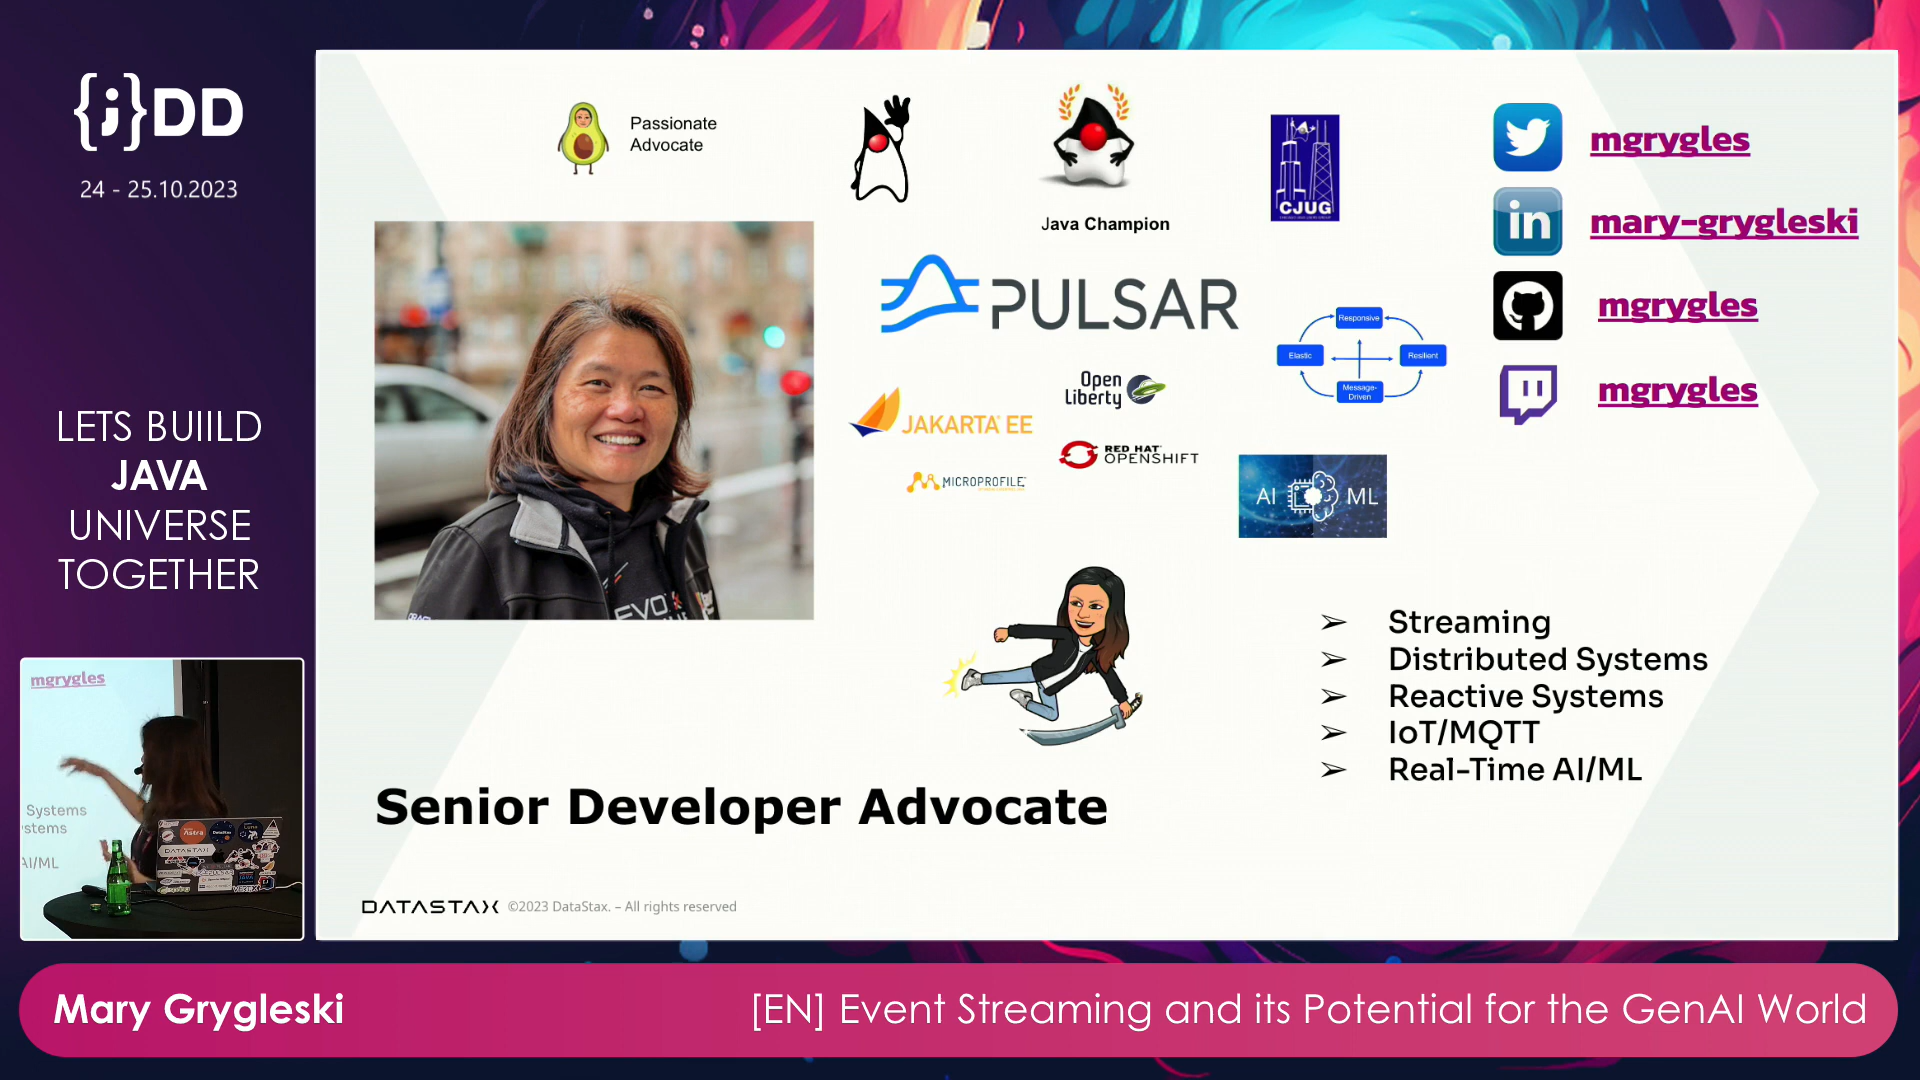 {j}DD
24 - 25.10.2023
LETS BUIILD
JAVA
UNIVERSE
TOGETHER
Passionate
Advocate
Java Champion
CJUG
mgrygles
mary-grygleski
mgrygles
mgrygles
PULSAR
Responsive
Elastic
Resilient
Message-
Driven
Open
Liberty
JAKARTA EE
RED HAT
OPENSHIFT
MICROPROFILE
AI ML
Streaming
Distributed Systems
Reactive Systems
IoT/MQTT
Real-Time AI/ML
Senior Developer Advocate
DATASTAX ©2023 DataStax. – All rights reserved
mgrygles
Systems
stems
AI/ML
Astra
DataStax
DATASTAX
Mary Grygleski
[EN] Event Streaming and its Potential for the GenAI World